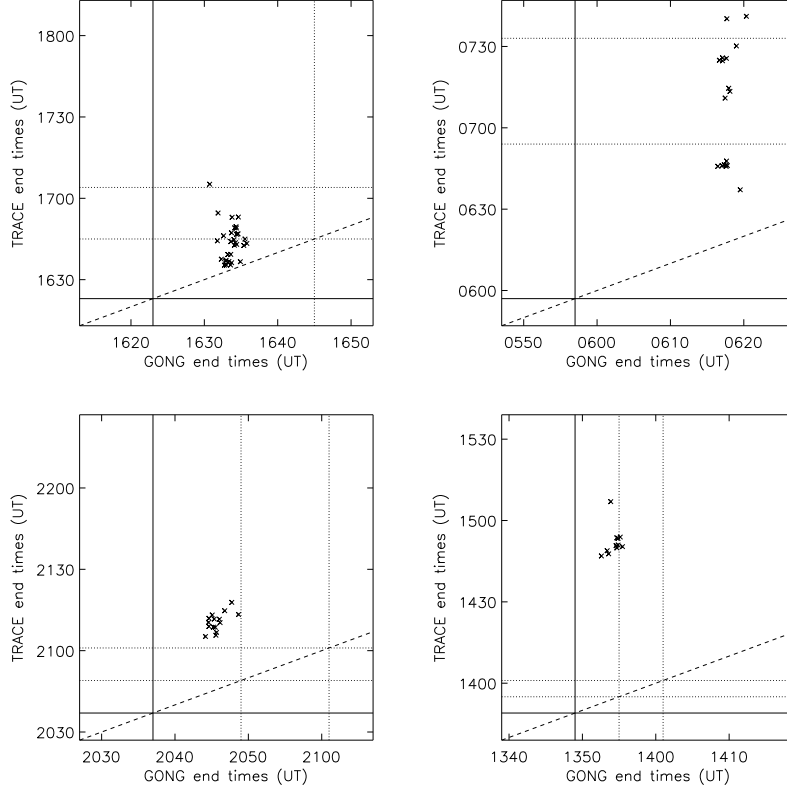 1800
1730
1700
1630
TRACE end times (UT)
1620 1630 1640 1650
GONG end times (UT)
0730
0700
0630
0600
TRACE end times (UT)
0550 0600 0610 0620
GONG end times (UT)
2200
2130
2100
2030
TRACE end times (UT)
2030 2040 2050 2100
GONG end times (UT)
1530
1500
1430
1400
TRACE end times (UT)
1340 1350 1400 1410
GONG end times (UT)